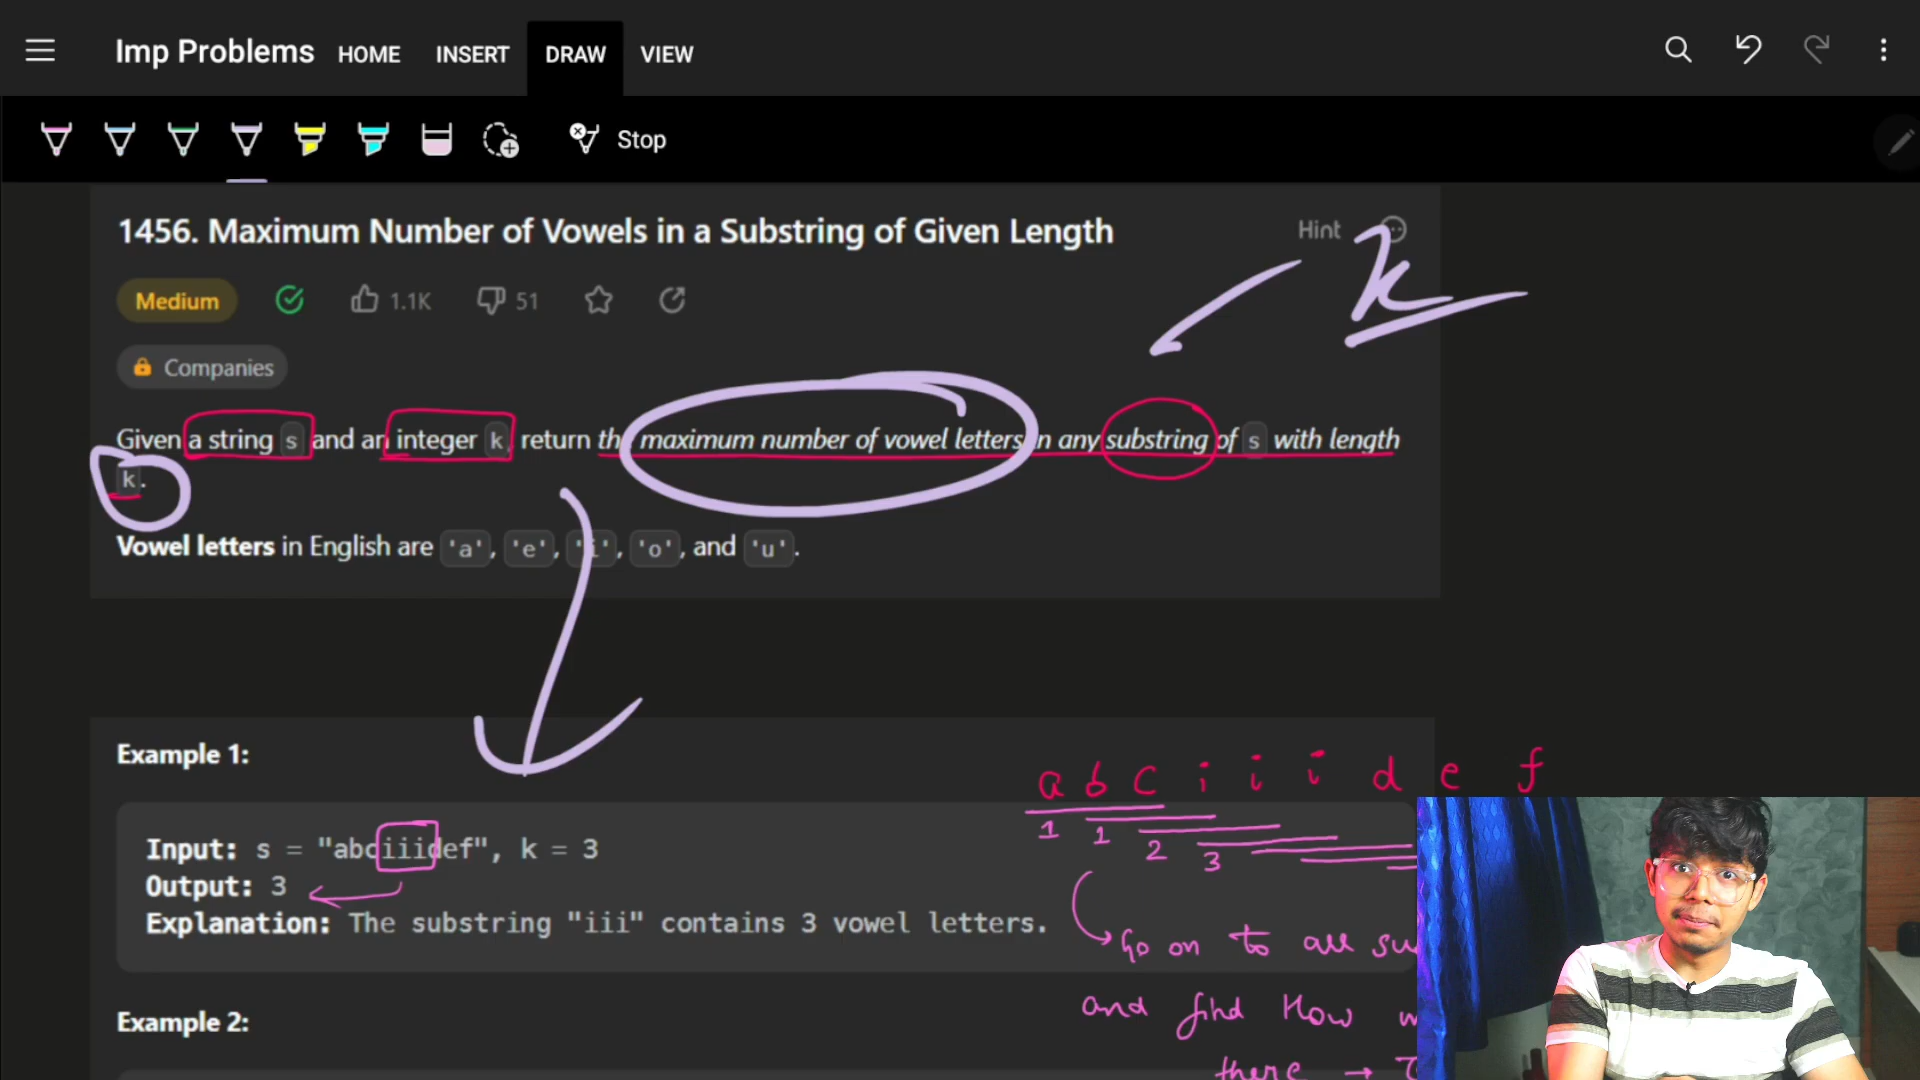 Imp Problems HOME INSERT DRAW VIEW
Stop
1456. Maximum Number of Vowels in a Substring of Given Length
Hint
k
Medium 1.1K 51
Companies
Given a string s and an integer k, return the maximum number of vowel letters in any substring of s with length
k.
Vowel letters in English are 'a', 'e', 'i', 'o', and 'u'.
Example 1:
a b c i i i d e f
1 1 2 3
Input: s = "abciiidef", k = 3
Output: 3
Explanation: The substring "iii" contains 3 vowel letters.
Go on to all
and find How
there →
Example 2: